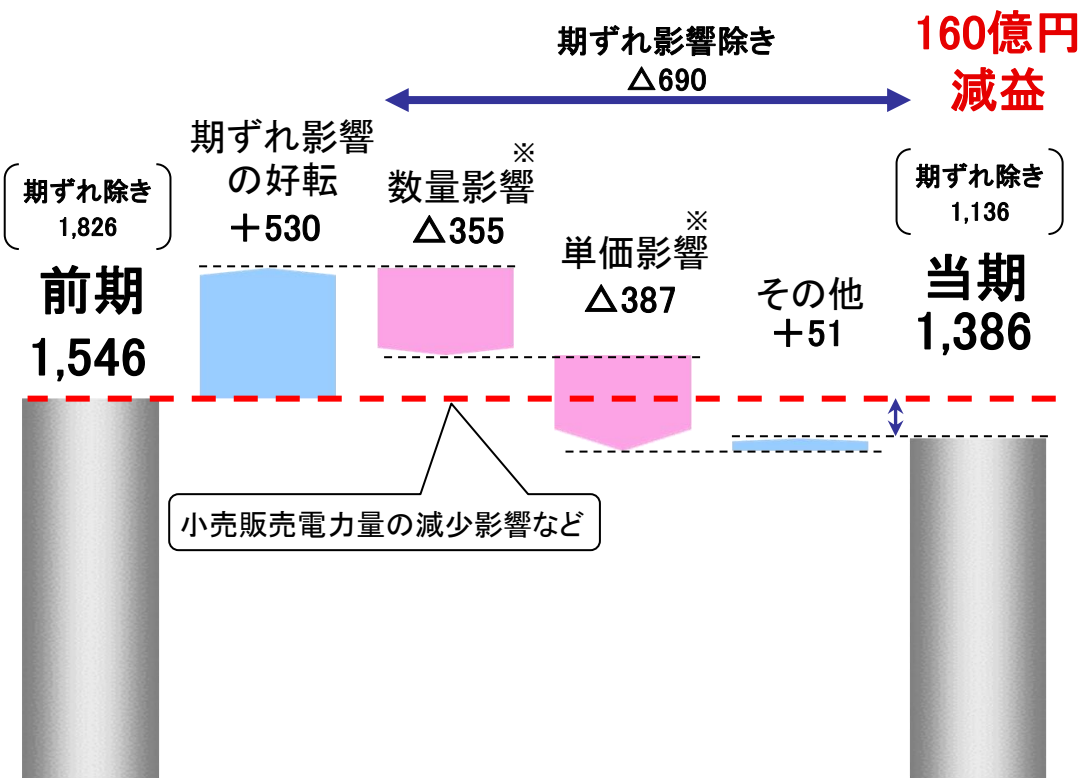 期ずれ影響除き
△690
160億円
減益
期ずれ除き
1,826
前期
1,546
期ずれ影響
の好転
＋530
※
数量影響
△355
※
単価影響
△387
その他
＋51
期ずれ除き
1,136
当期
1,386
小売販売電力量の減少影響など